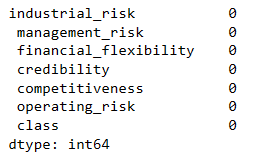 industrial_risk 0
management_risk 0
financial_flexibility 0
credibility 0
competitiveness 0
operating_risk 0
class 0
dtype: int64